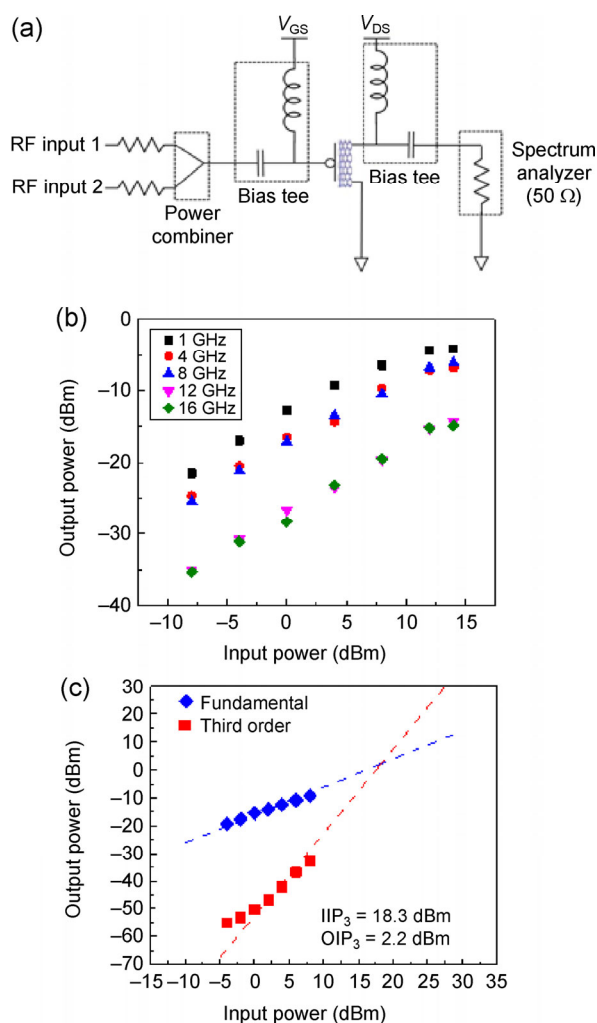 (a)
V_GS
V_DS
RF input 1
RF input 2
Power
combiner
Bias tee
Bias tee
Spectrum
analyzer
(50 Ω)
(b)
0
–10
–20
–30
–40
Output power (dBm)
1 GHz
4 GHz
8 GHz
12 GHz
16 GHz
–10 –5 0 5 10 15
Input power (dBm)
(c)
30
20
10
0
–10
–20
–30
–40
–50
–60
–70
Output power (dBm)
Fundamental
Third order
IIP₃ = 18.3 dBm
OIP₃ = 2.2 dBm
–15 –10 –5 0 5 10 15 20 25 30 35
Input power (dBm)